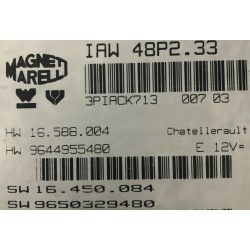 MAGNETI
MARELLI
IAW 48P2.33
3PIACK713 007 03
HW 16.586.004 Chatellerault
HW 9644955480 E 12V=
SW 16.450.084
SW 9650329480